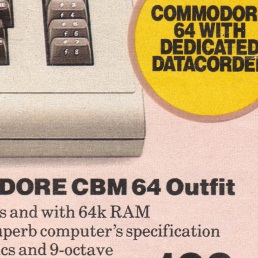 COMMODOR
64 WITH
DEDICATED
DATACORDE
DORE CBM 64 Outfit
s and with 64k RAM
perb computer's specification
cs and 9-octave